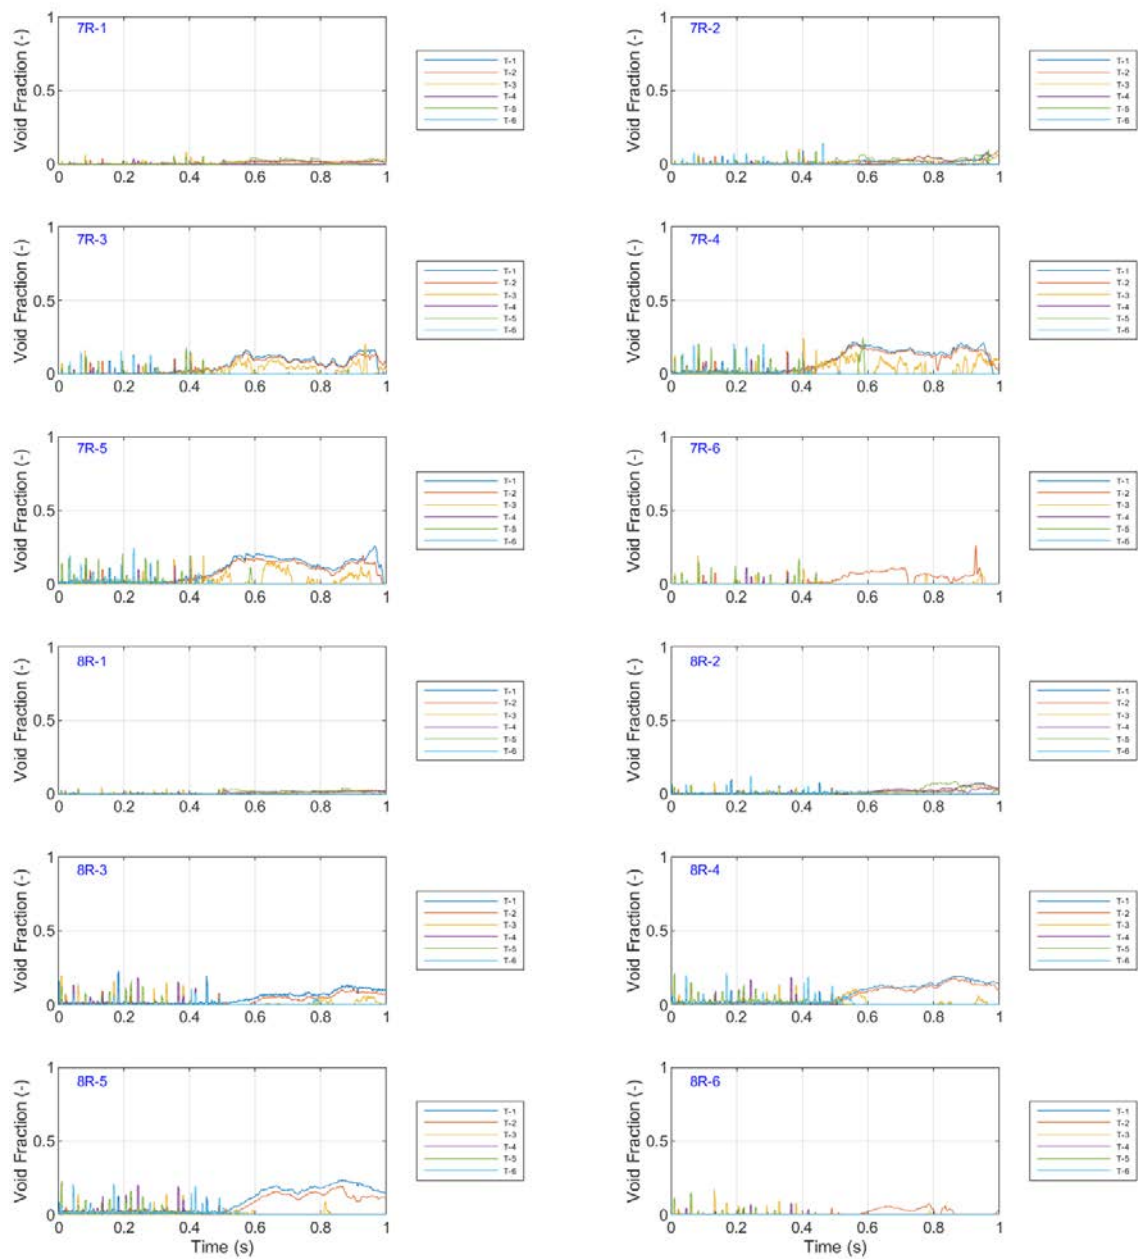 7R-1
Void Fraction (-)
1
0.5
0
0 0.2 0.4 0.6 0.8 1
T-1
T-2
T-3
T-4
T-5
T-6
7R-2
Void Fraction (-)
1
0.5
0
0 0.2 0.4 0.6 0.8 1
T-1
T-2
T-3
T-4
T-5
T-6
7R-3
Void Fraction (-)
1
0.5
0
0 0.2 0.4 0.6 0.8 1
T-1
T-2
T-3
T-4
T-5
T-6
7R-4
Void Fraction (-)
1
0.5
0
0 0.2 0.4 0.6 0.8 1
T-1
T-2
T-3
T-4
T-5
T-6
7R-5
Void Fraction (-)
1
0.5
0
0 0.2 0.4 0.6 0.8 1
T-1
T-2
T-3
T-4
T-5
T-6
7R-6
Void Fraction (-)
1
0.5
0
0 0.2 0.4 0.6 0.8 1
T-1
T-2
T-3
T-4
T-5
T-6
8R-1
Void Fraction (-)
1
0.5
0
0 0.2 0.4 0.6 0.8 1
T-1
T-2
T-3
T-4
T-5
T-6
8R-2
Void Fraction (-)
1
0.5
0
0 0.2 0.4 0.6 0.8 1
T-1
T-2
T-3
T-4
T-5
T-6
8R-3
Void Fraction (-)
1
0.5
0
0 0.2 0.4 0.6 0.8 1
T-1
T-2
T-3
T-4
T-5
T-6
8R-4
Void Fraction (-)
1
0.5
0
0 0.2 0.4 0.6 0.8 1
T-1
T-2
T-3
T-4
T-5
T-6
8R-5
Void Fraction (-)
1
0.5
0
0 0.2 0.4 0.6 0.8 1
Time (s)
T-1
T-2
T-3
T-4
T-5
T-6
8R-6
Void Fraction (-)
1
0.5
0
0 0.2 0.4 0.6 0.8 1
Time (s)
T-1
T-2
T-3
T-4
T-5
T-6